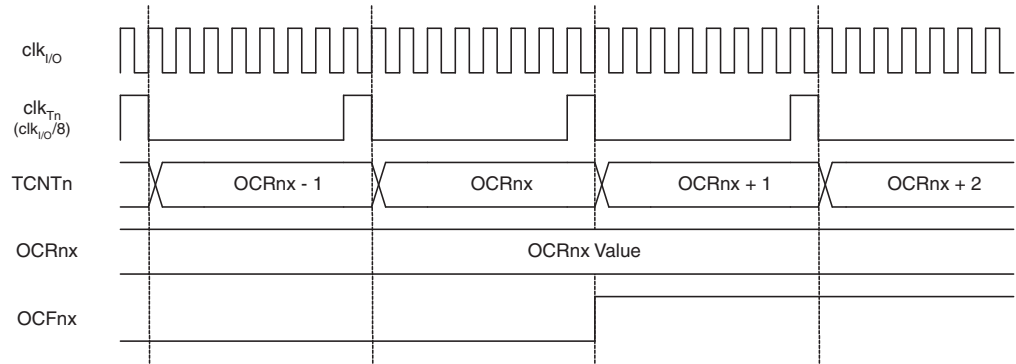 clkI/O
clkTn
(clkI/O/8)
TCNTn
OCRnx - 1
OCRnx
OCRnx + 1
OCRnx + 2
OCRnx
OCRnx Value
OCFnx